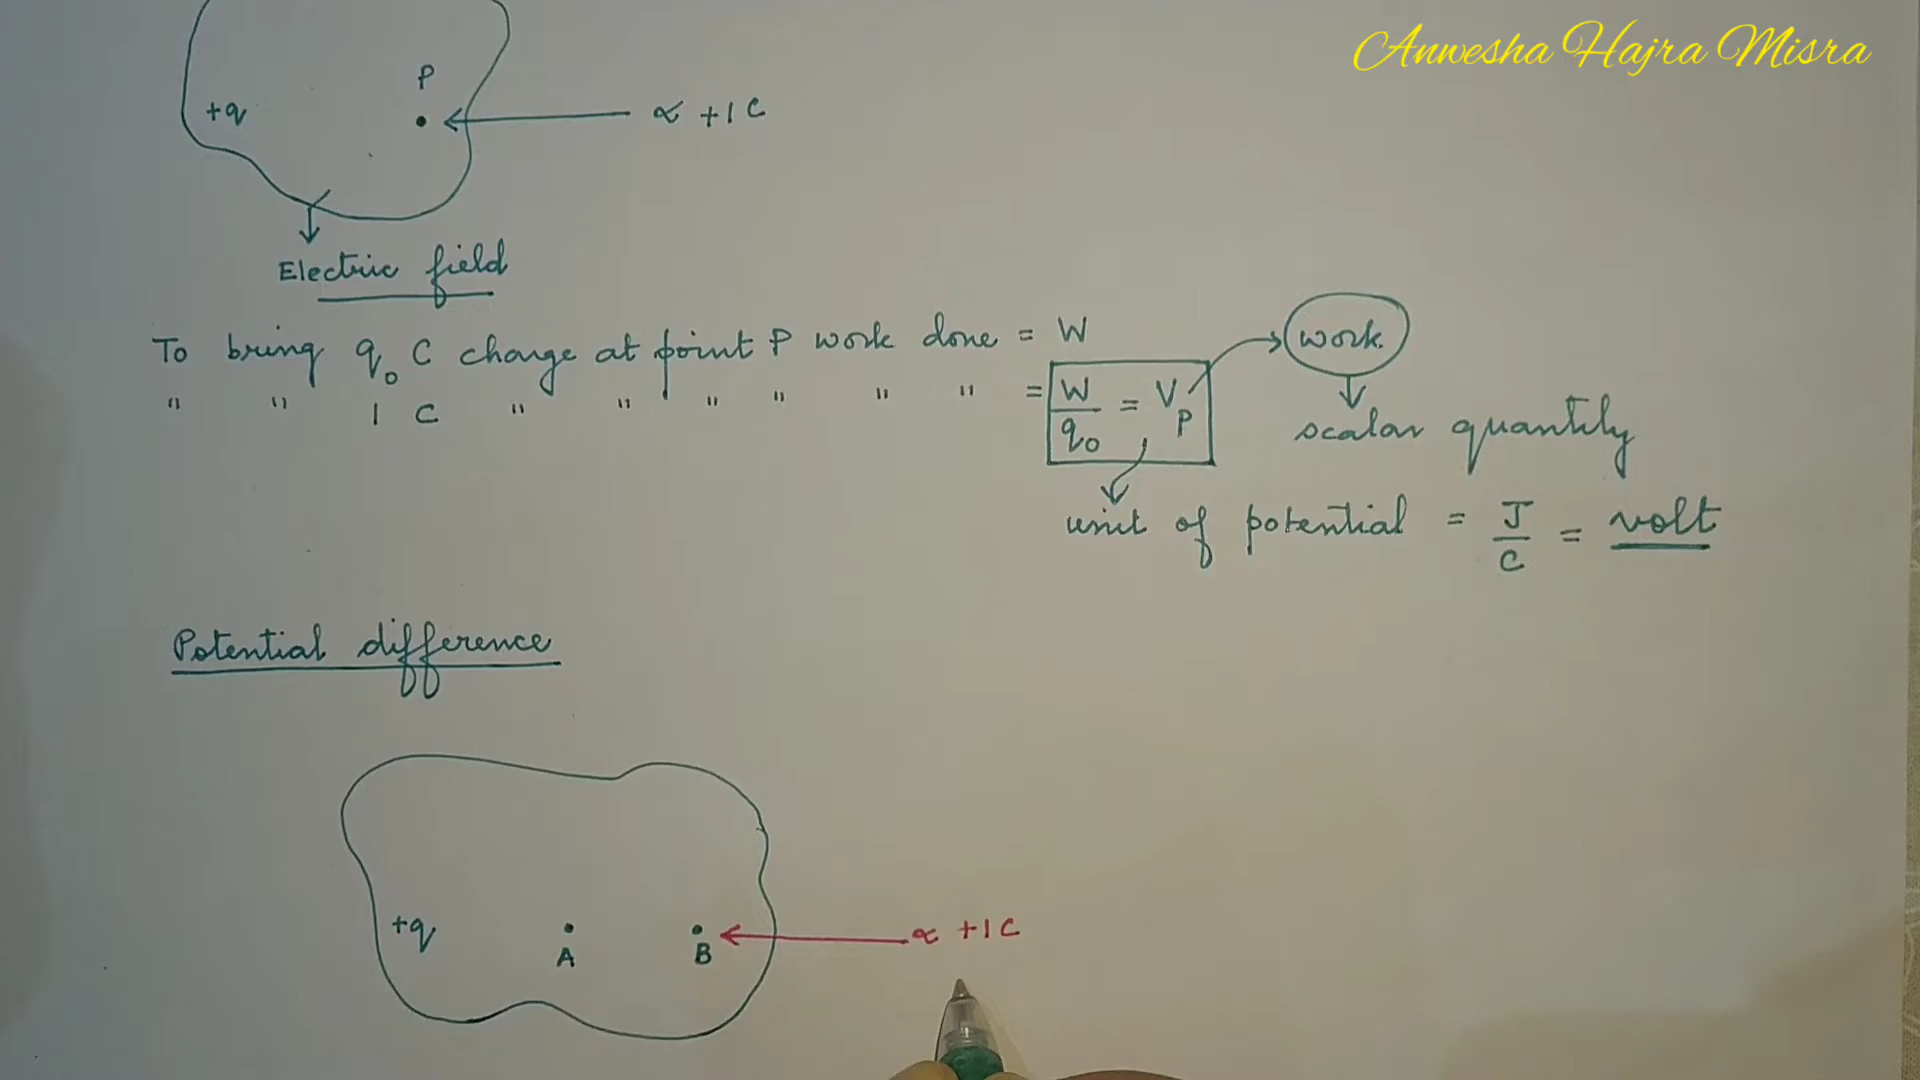 Anwesha Hajra Misra
P
+q
∝ +1 C
Electric field
To bring q₀ C charge at point P work done = W
" " 1 C " " " " " " = W/q₀ = V_P
work
scalar quantity
unit of potential = J/C = volt
Potential difference
+q
A
B
∝ +1 C